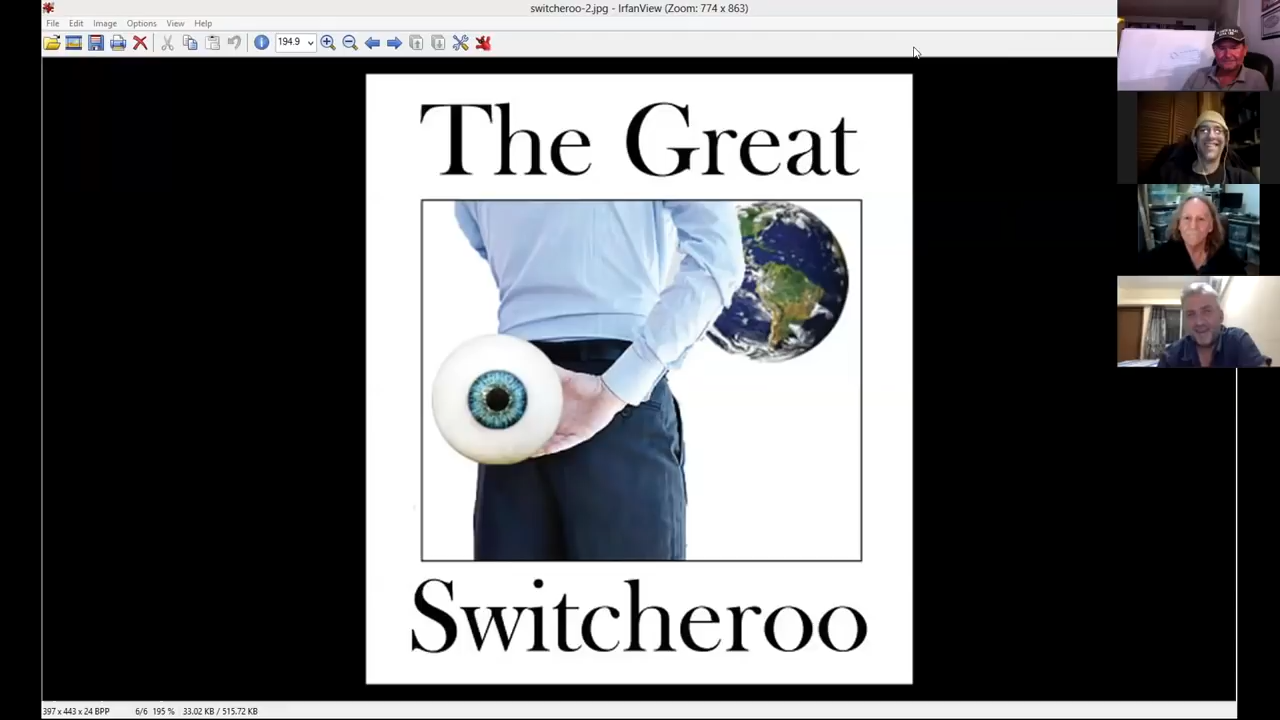 switcheroo-2.jpg - IrfanView (Zoom: 774 x 863)
File Edit Image Options View Help
194.9
The Great
Switcheroo
397 x 443 x 24 BPP 6/6 195 % 33.02 KB / 515.72 KB